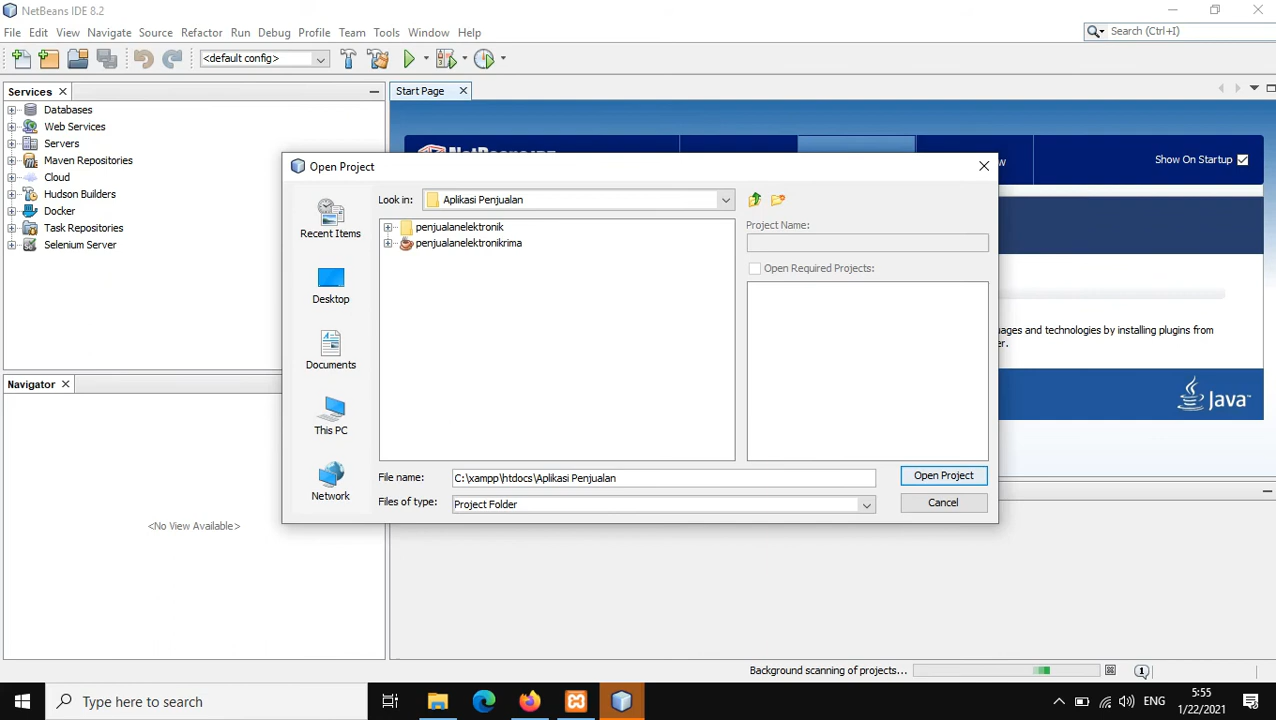 NetBeans IDE 8.2
File Edit View Navigate Source Refactor Run Debug Profile Team Tools Window Help
Search (Ctrl+I)
<default config>
Services
Start Page
Databases
Web Services
Servers
Maven Repositories
Cloud
Hudson Builders
Docker
Task Repositories
Selenium Server
Show On Startup
Open Project
Look in: Aplikasi Penjualan
Recent Items
Desktop
Documents
This PC
Network
penjualanelektronik
penjualanelektronikrima
Project Name:
Open Required Projects:
File name: C:\xampp\htdocs\Aplikasi Penjualan
Files of type: Project Folder
Open Project
Cancel
ages and technologies by installing plugins from
er.
Java™
Navigator
<No View Available>
Background scanning of projects...
1
Type here to search
ENG
5:55
1/22/2021